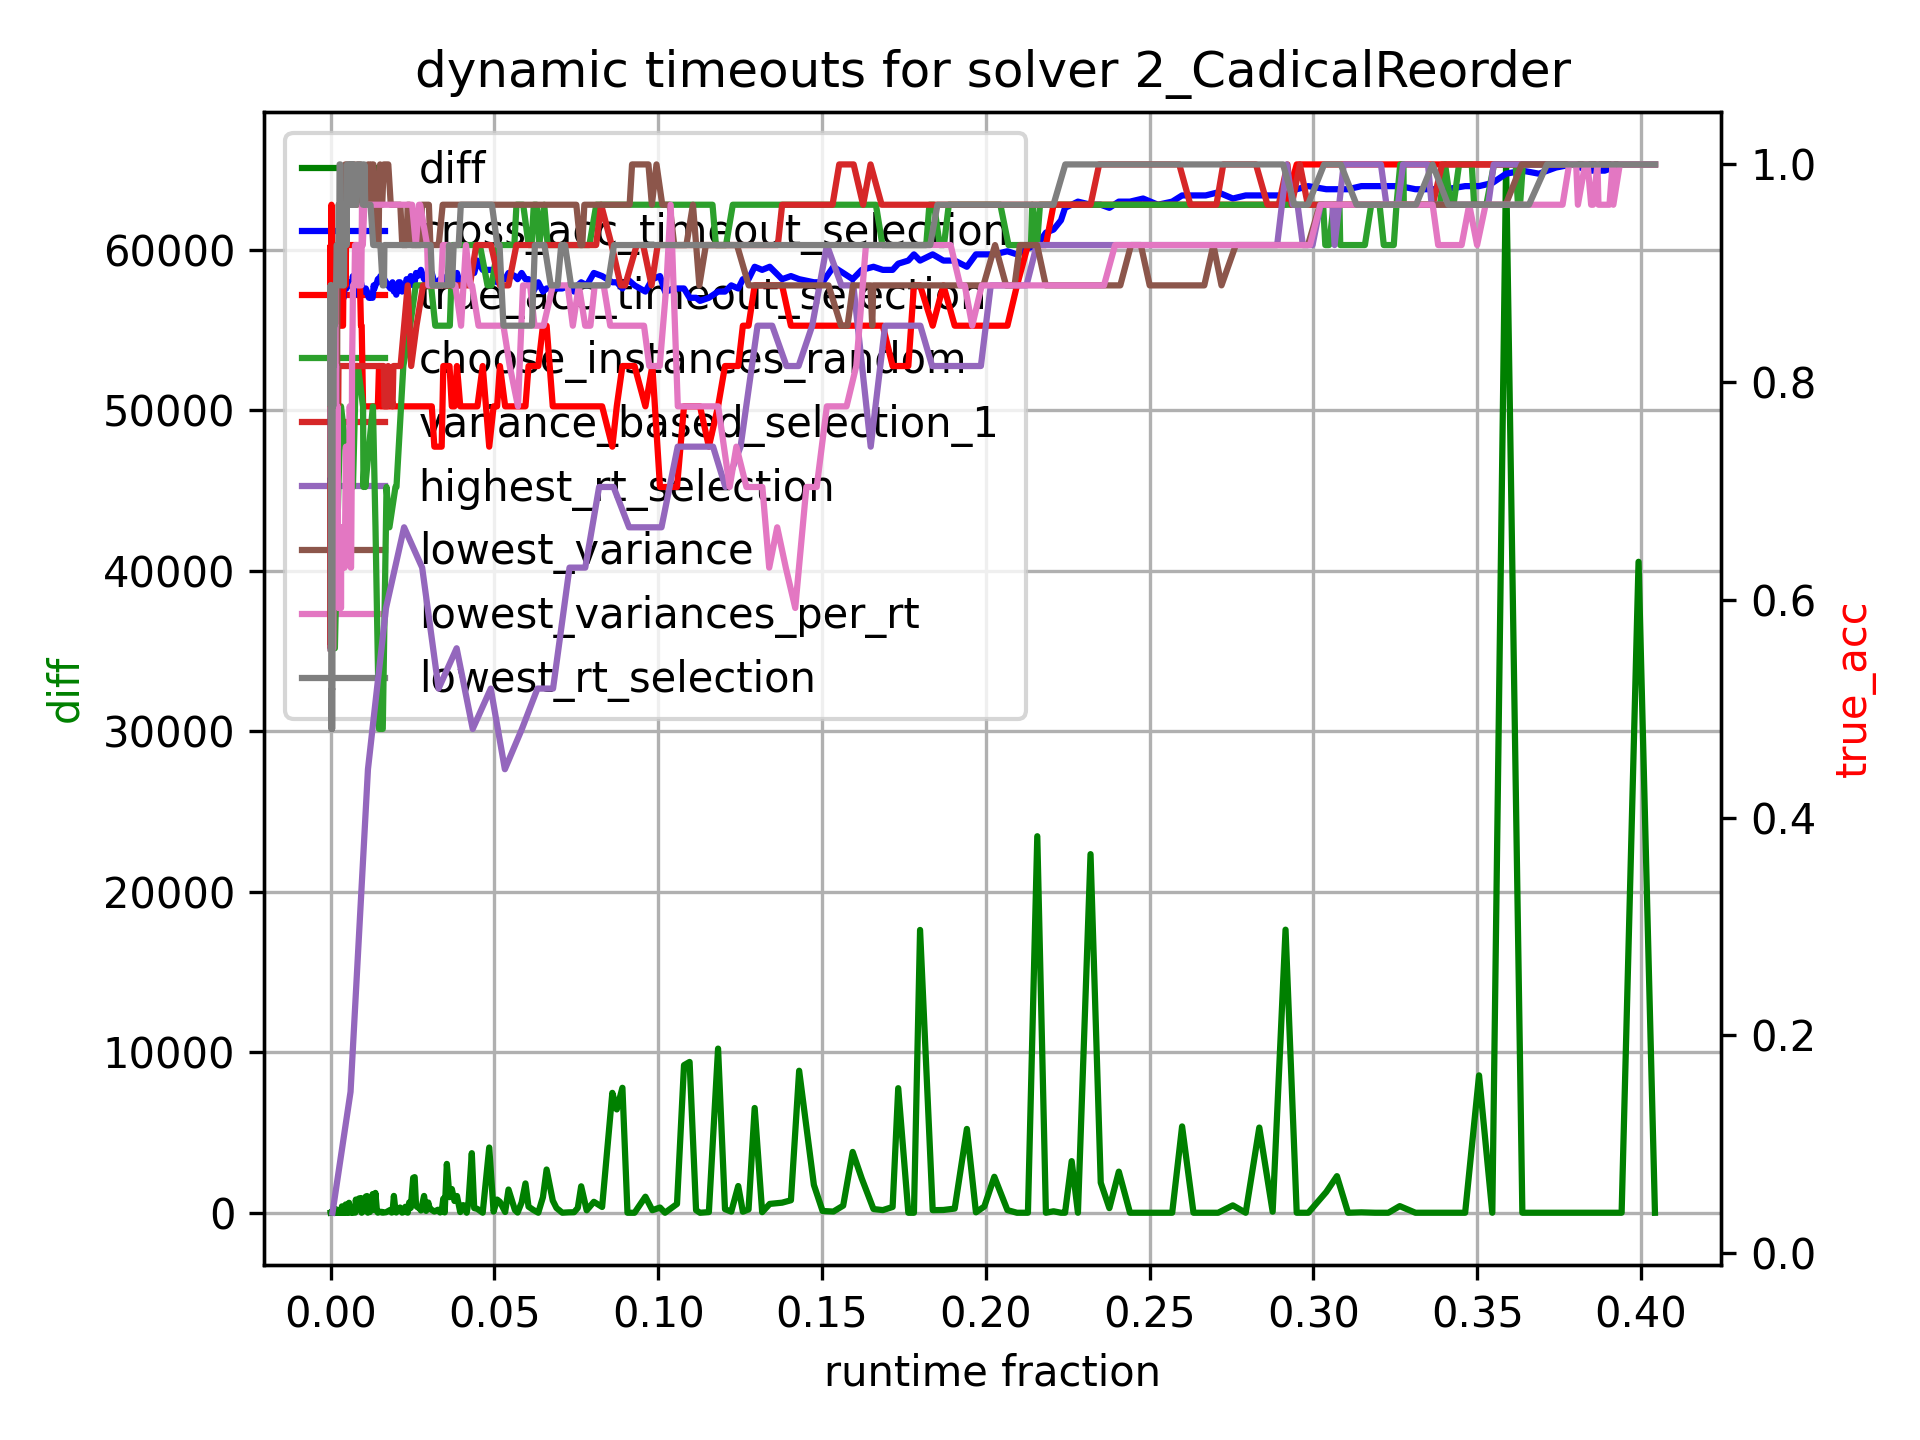 dynamic timeouts for solver 2_CadicalReorder
diff
cross_acc_timeout_selection
true_acc_timeout_selection
choose_instances_random
variance_based_selection_1
highest_rt_selection
lowest_variance
lowest_variances_per_rt
lowest_rt_selection
60000
50000
40000
30000
20000
10000
0
diff
1.0
0.8
0.6
0.4
0.2
0.0
true_acc
0.00 0.05 0.10 0.15 0.20 0.25 0.30 0.35 0.40
runtime fraction